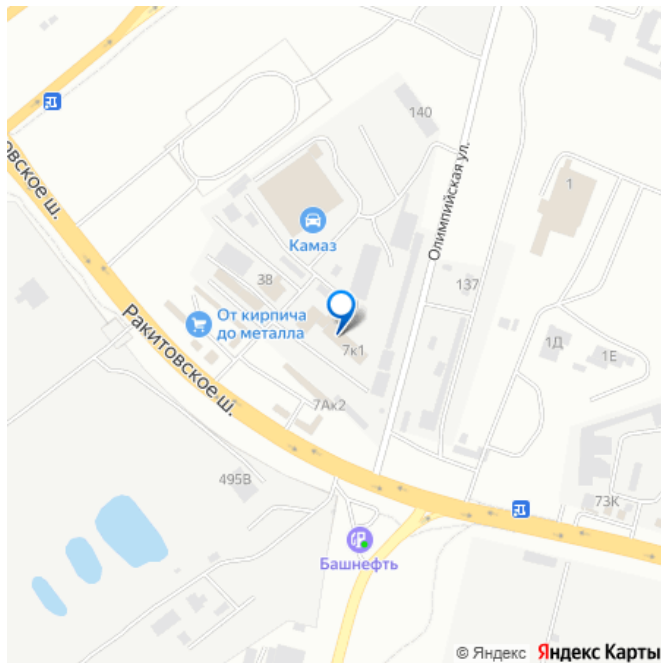 140
Олимпийская ул.
1
овское ш.
Камаз
38
137
От кирпича
до металла
Ракитовское ш.
7к1
1Д
1Е
7Ак2
495В
73К
Башнефть
© Яндекс Яндекс Карты